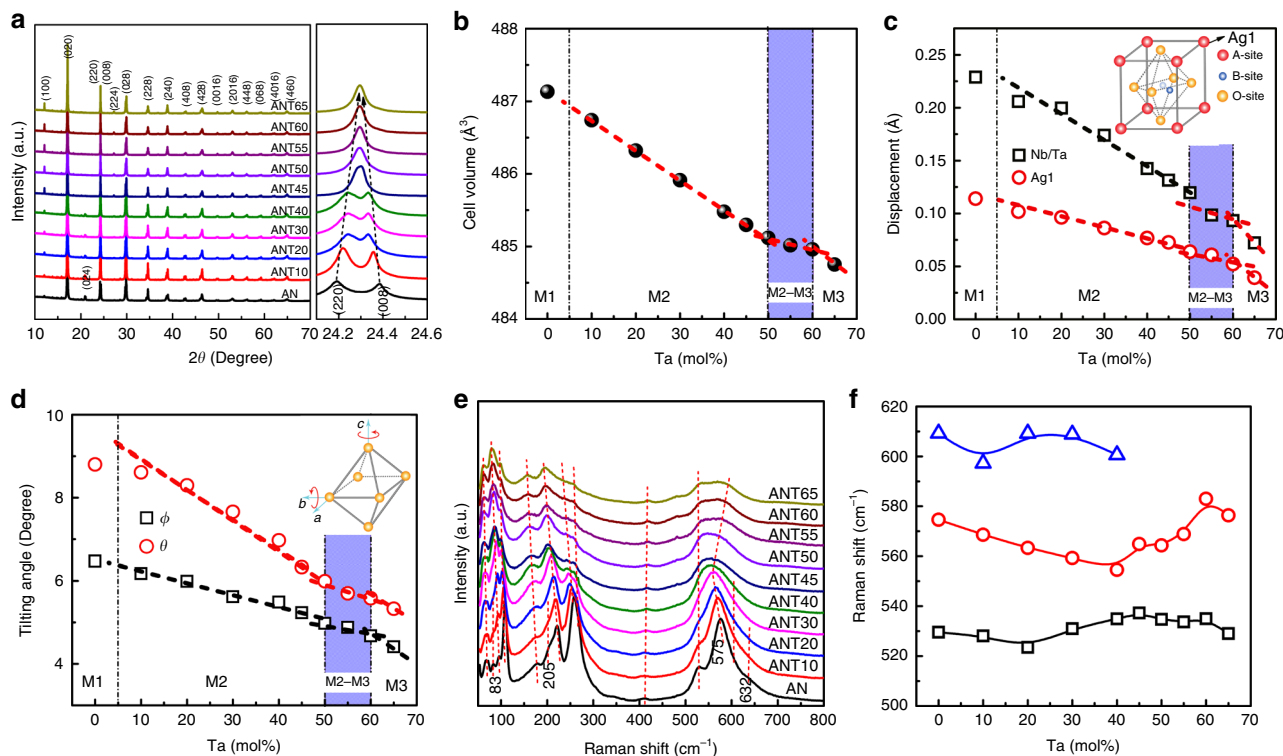 a
(100)
(020)
(220)
(008)
(224)
(028)
(228)
(240)
(408)
(428)
(0016)
(2016)
(448)
(068)
(4016)
(460)
(024)
ANT65
ANT60
ANT55
ANT50
ANT45
ANT40
ANT30
ANT20
ANT10
AN
(220)
(008)
Intensity (a.u.)
10 20 30 40 50 60 70
24.2 24.4 24.6
2θ (Degree)
b
488
487
486
485
484
Cell volume (Å³)
M1
M2
M2–M3
M3
0 10 20 30 40 50 60 70
Ta (mol%)
c
0.25
0.20
0.15
0.10
0.05
0.00
Displacement (Å)
Ag1
A-site
B-site
O-site
Nb/Ta
Ag1
M1
M2
M2–M3
M3
0 10 20 30 40 50 60 70
Ta (mol%)
d
10
8
6
4
Tilting angle (Degree)
c
b
a
ϕ
θ
M1
M2
M2–M3
M3
0 10 20 30 40 50 60 70
Ta (mol%)
e
Intensity (a.u.)
ANT65
ANT60
ANT55
ANT50
ANT45
ANT40
ANT30
ANT20
ANT10
AN
83
205
575
632
100 200 300 400 500 600 700 800
Raman shift (cm⁻¹)
f
620
600
580
560
540
520
500
Raman shift (cm⁻¹)
0 10 20 30 40 50 60 70
Ta (mol%)